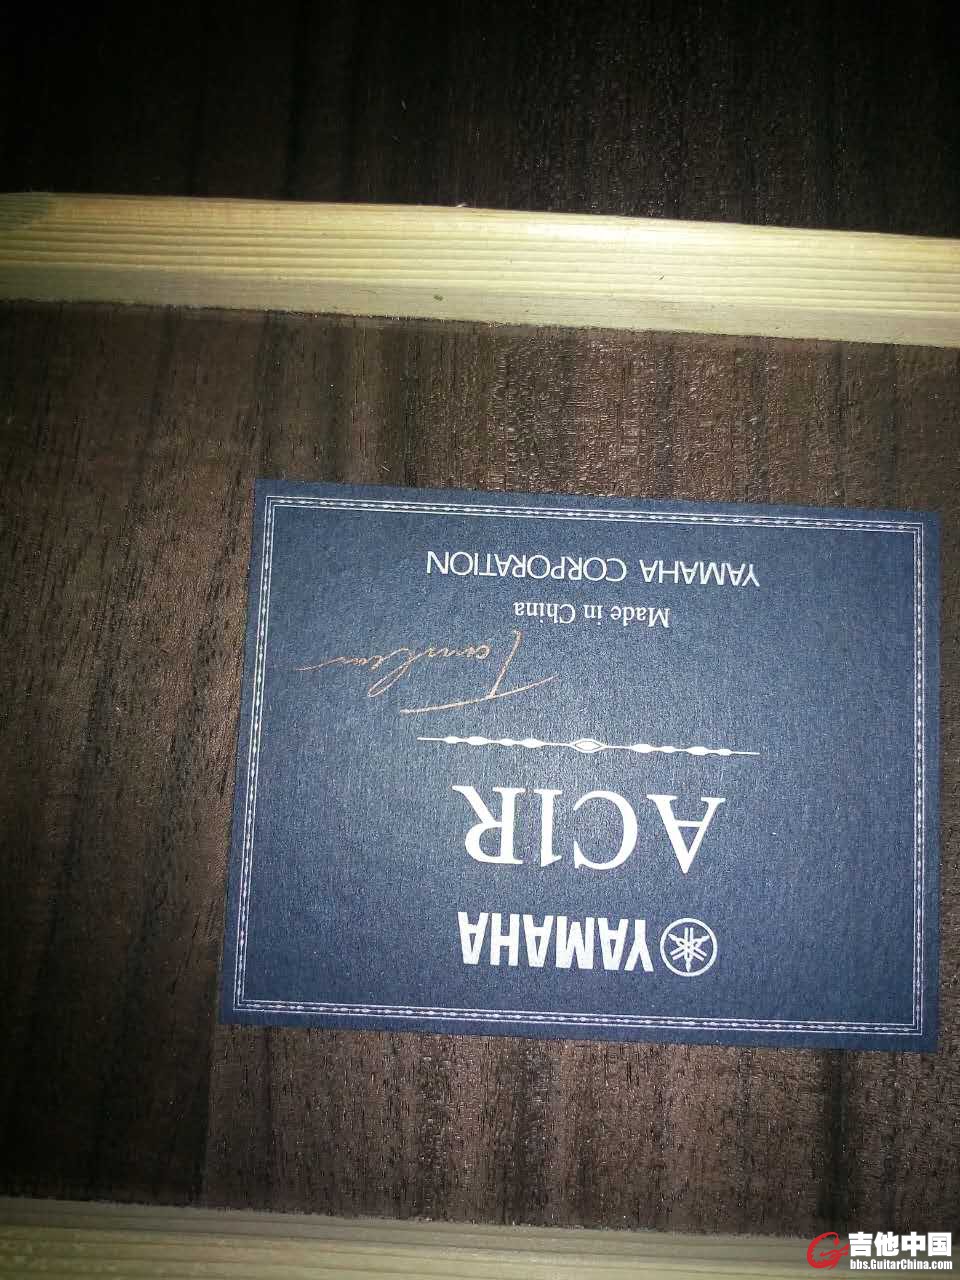 YAMAHA
AC1R
Made in China
YAMAHA CORPORATION
吉他中国
bbs.GuitarChina.com